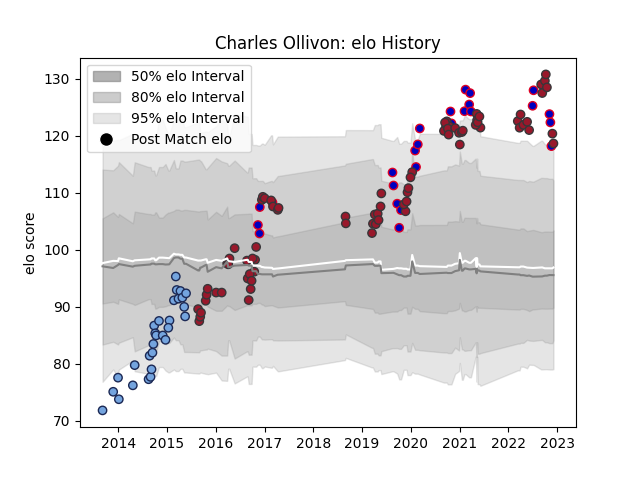 Charles Ollivon: elo History
50% elo Interval
80% elo Interval
95% elo Interval
Post Match elo
elo score
130
120
110
100
90
80
70
2014 2015 2016 2017 2018 2019 2020 2021 2022 2023